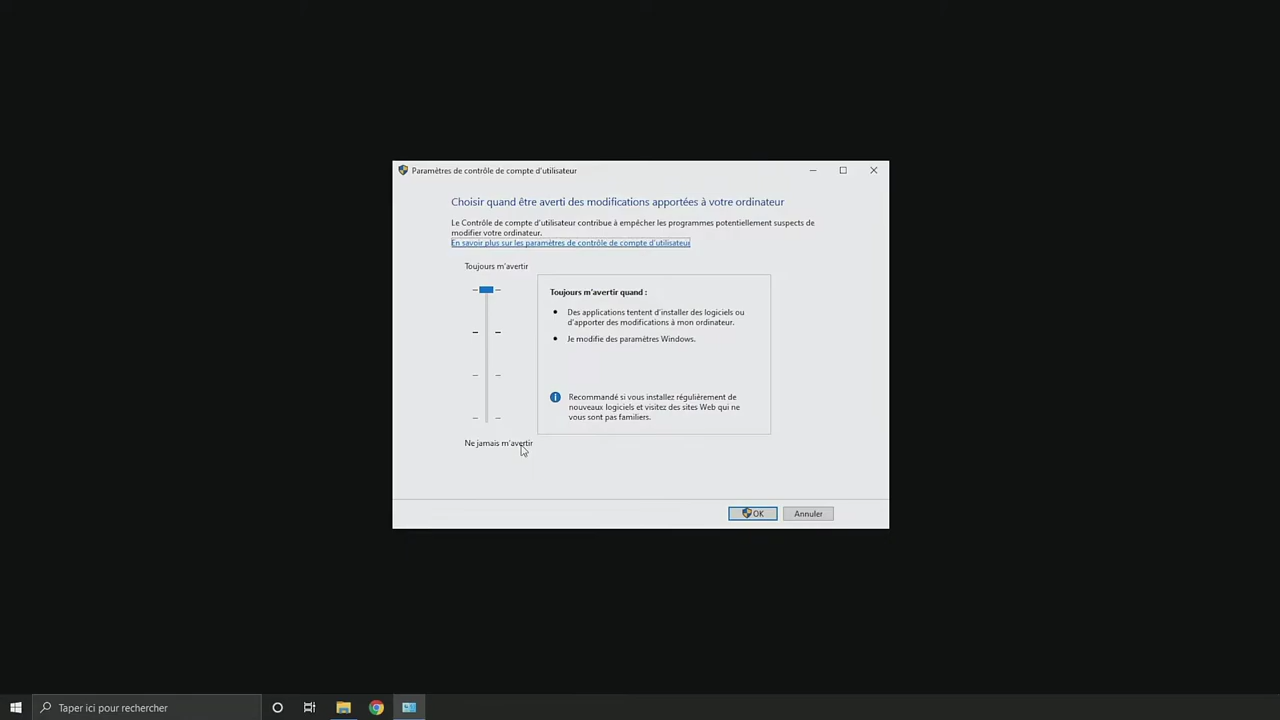 Paramètres de contrôle de compte d'utilisateur
Choisir quand être averti des modifications apportées à votre ordinateur
Le Contrôle de compte d'utilisateur contribue à empêcher les programmes potentiellement suspects de
modifier votre ordinateur.
En savoir plus sur les paramètres de contrôle de compte d'utilisateur
Toujours m'avertir
Toujours m'avertir quand :
Des applications tentent d'installer des logiciels ou
d'apporter des modifications à mon ordinateur.
Je modifie des paramètres Windows.
Recommandé si vous installez régulièrement de
nouveaux logiciels et visitez des sites Web qui ne
vous sont pas familiers.
Ne jamais m'avertir
OK
Annuler
Taper ici pour rechercher